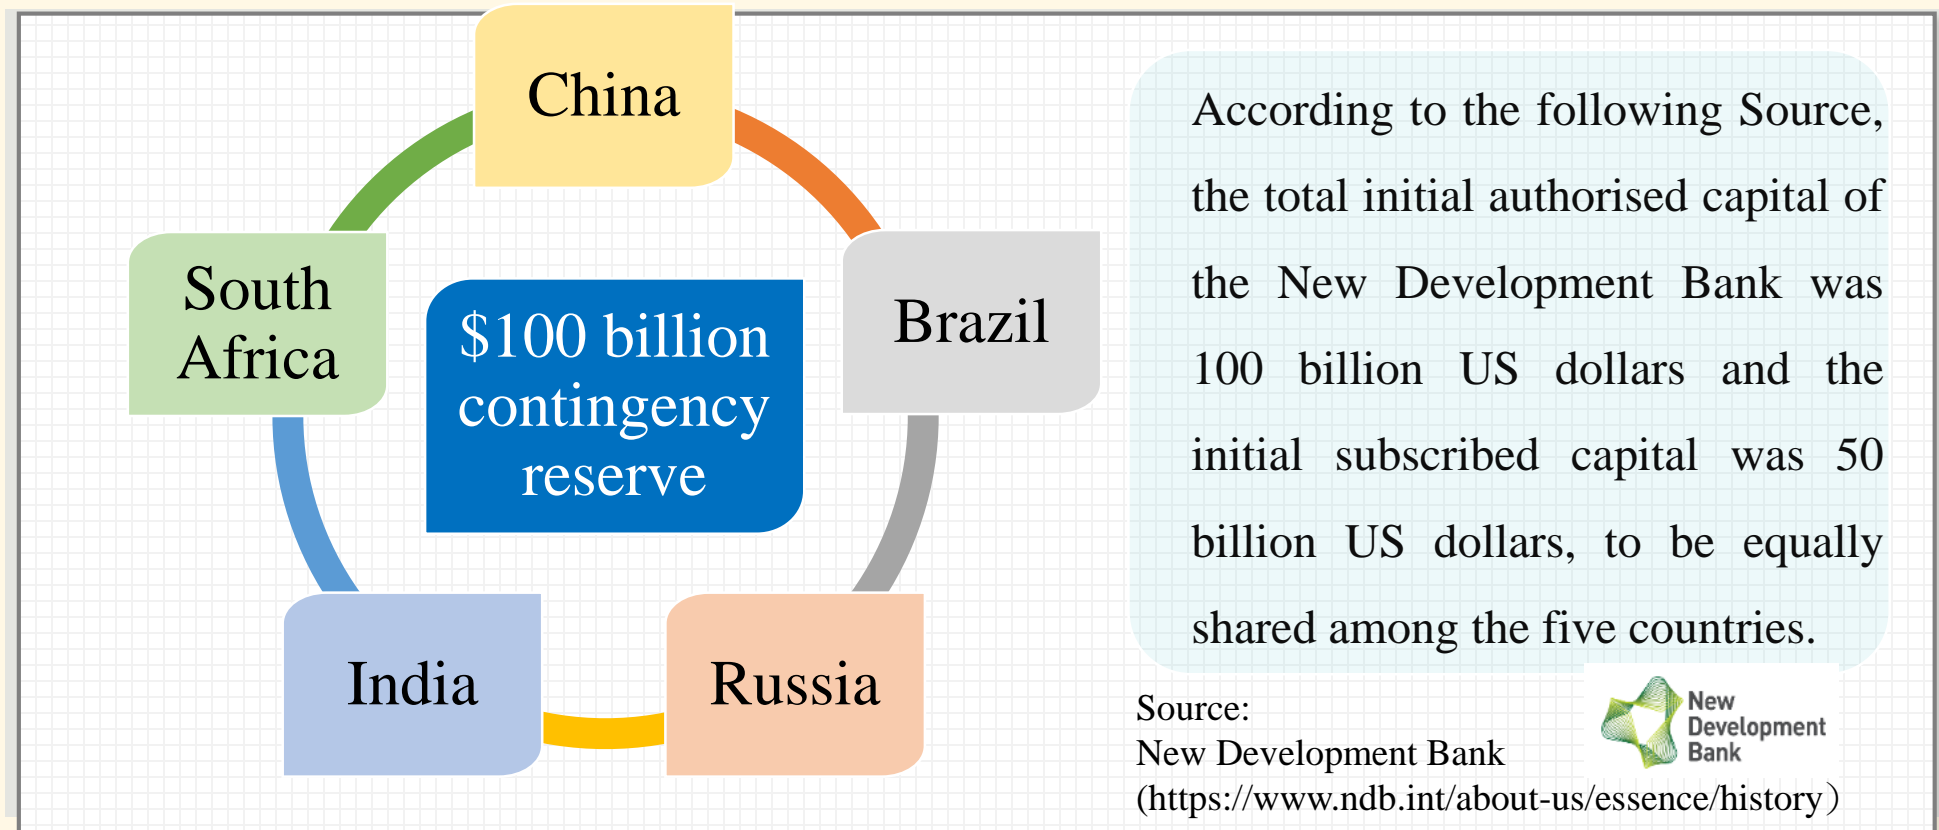 China
South
Africa
$100 billion
contingency
reserve
Brazil
India
Russia
According to the following Source,
the total initial authorised capital of
the New Development Bank was
100 billion US dollars and the
initial subscribed capital was 50
billion US dollars, to be equally
shared among the five countries.
Source:
New Development Bank
(https://www.ndb.int/about-us/essence/history）
New
Development
Bank